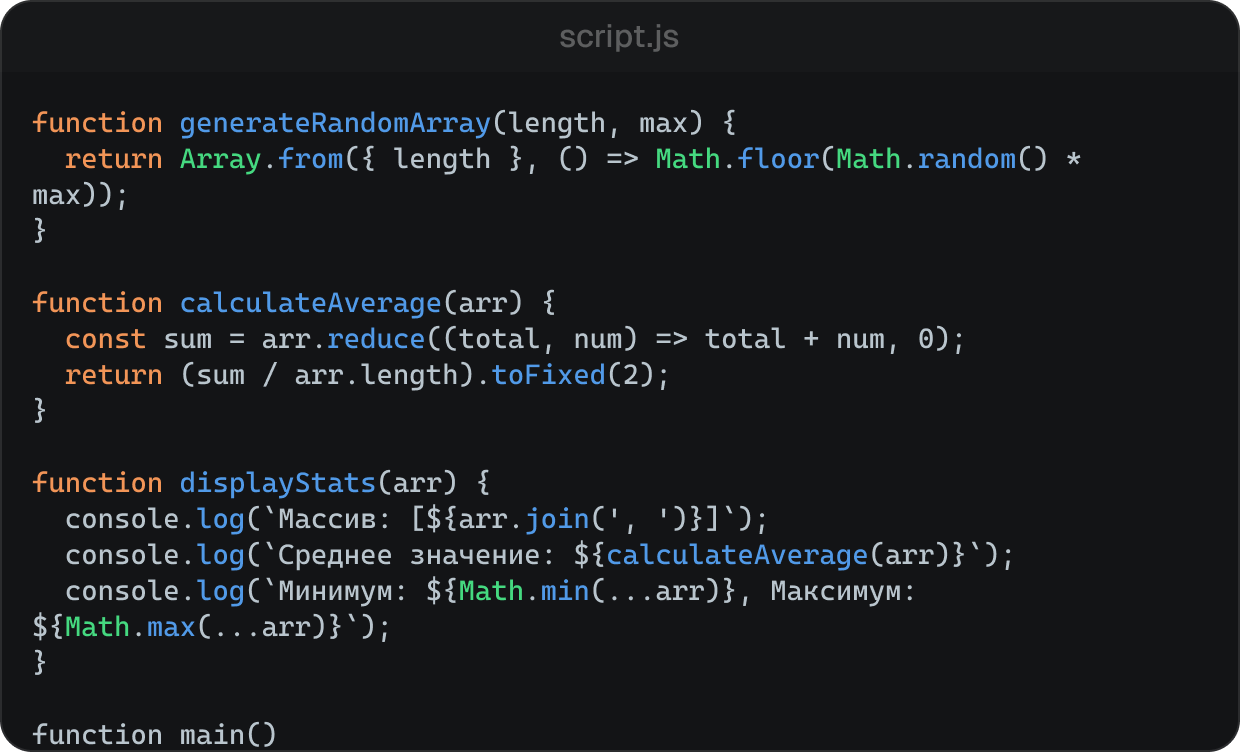 script.js
function generateRandomArray(length, max) {
  return Array.from({ length }, () => Math.floor(Math.random() *
max));
}

function calculateAverage(arr) {
  const sum = arr.reduce((total, num) => total + num, 0);
  return (sum / arr.length).toFixed(2);
}

function displayStats(arr) {
  console.log(`Массив: [${arr.join(', ')}]`);
  console.log(`Среднее значение: ${calculateAverage(arr)}`);
  console.log(`Минимум: ${Math.min(...arr)}, Максимум:
${Math.max(...arr)}`);
}

function main()